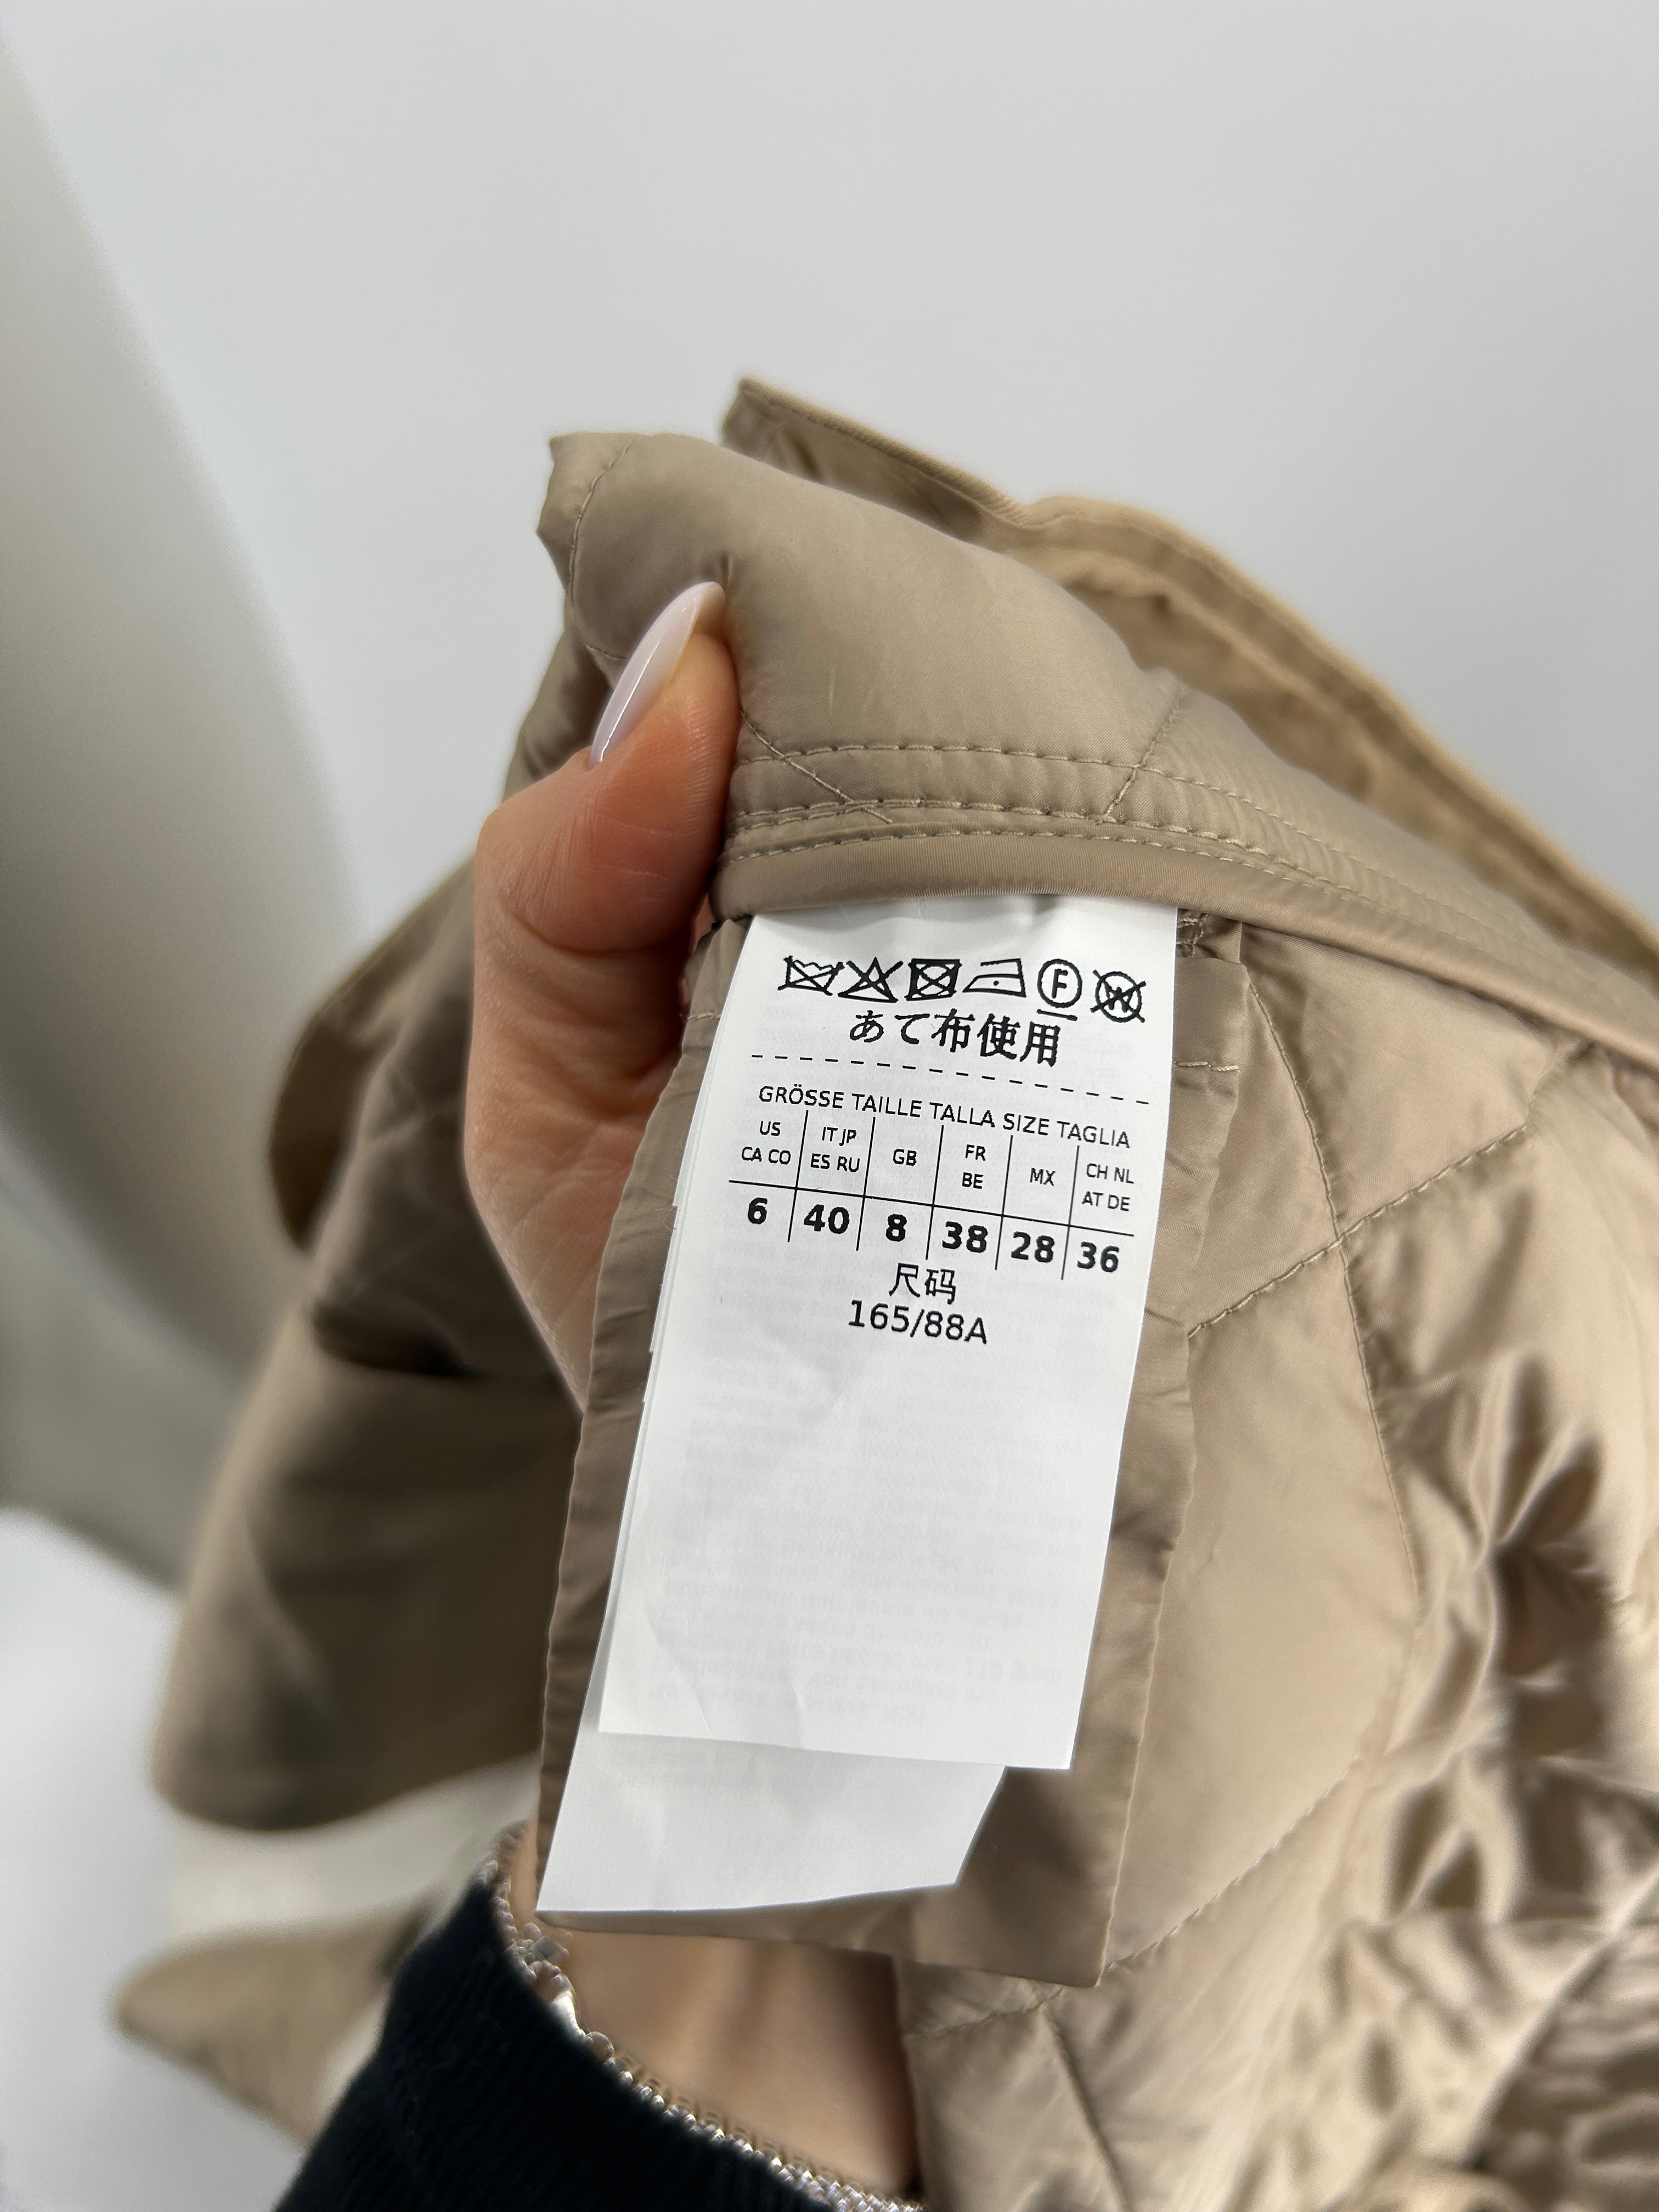 F W
あて布使用
GRÖSSE TAILLE TALLA SIZE TAGLIA
US CA CO | IT JP ES RU | GB | FR BE | MX | CH NL AT DE
6 | 40 | 8 | 38 | 28 | 36
尺码
165/88A